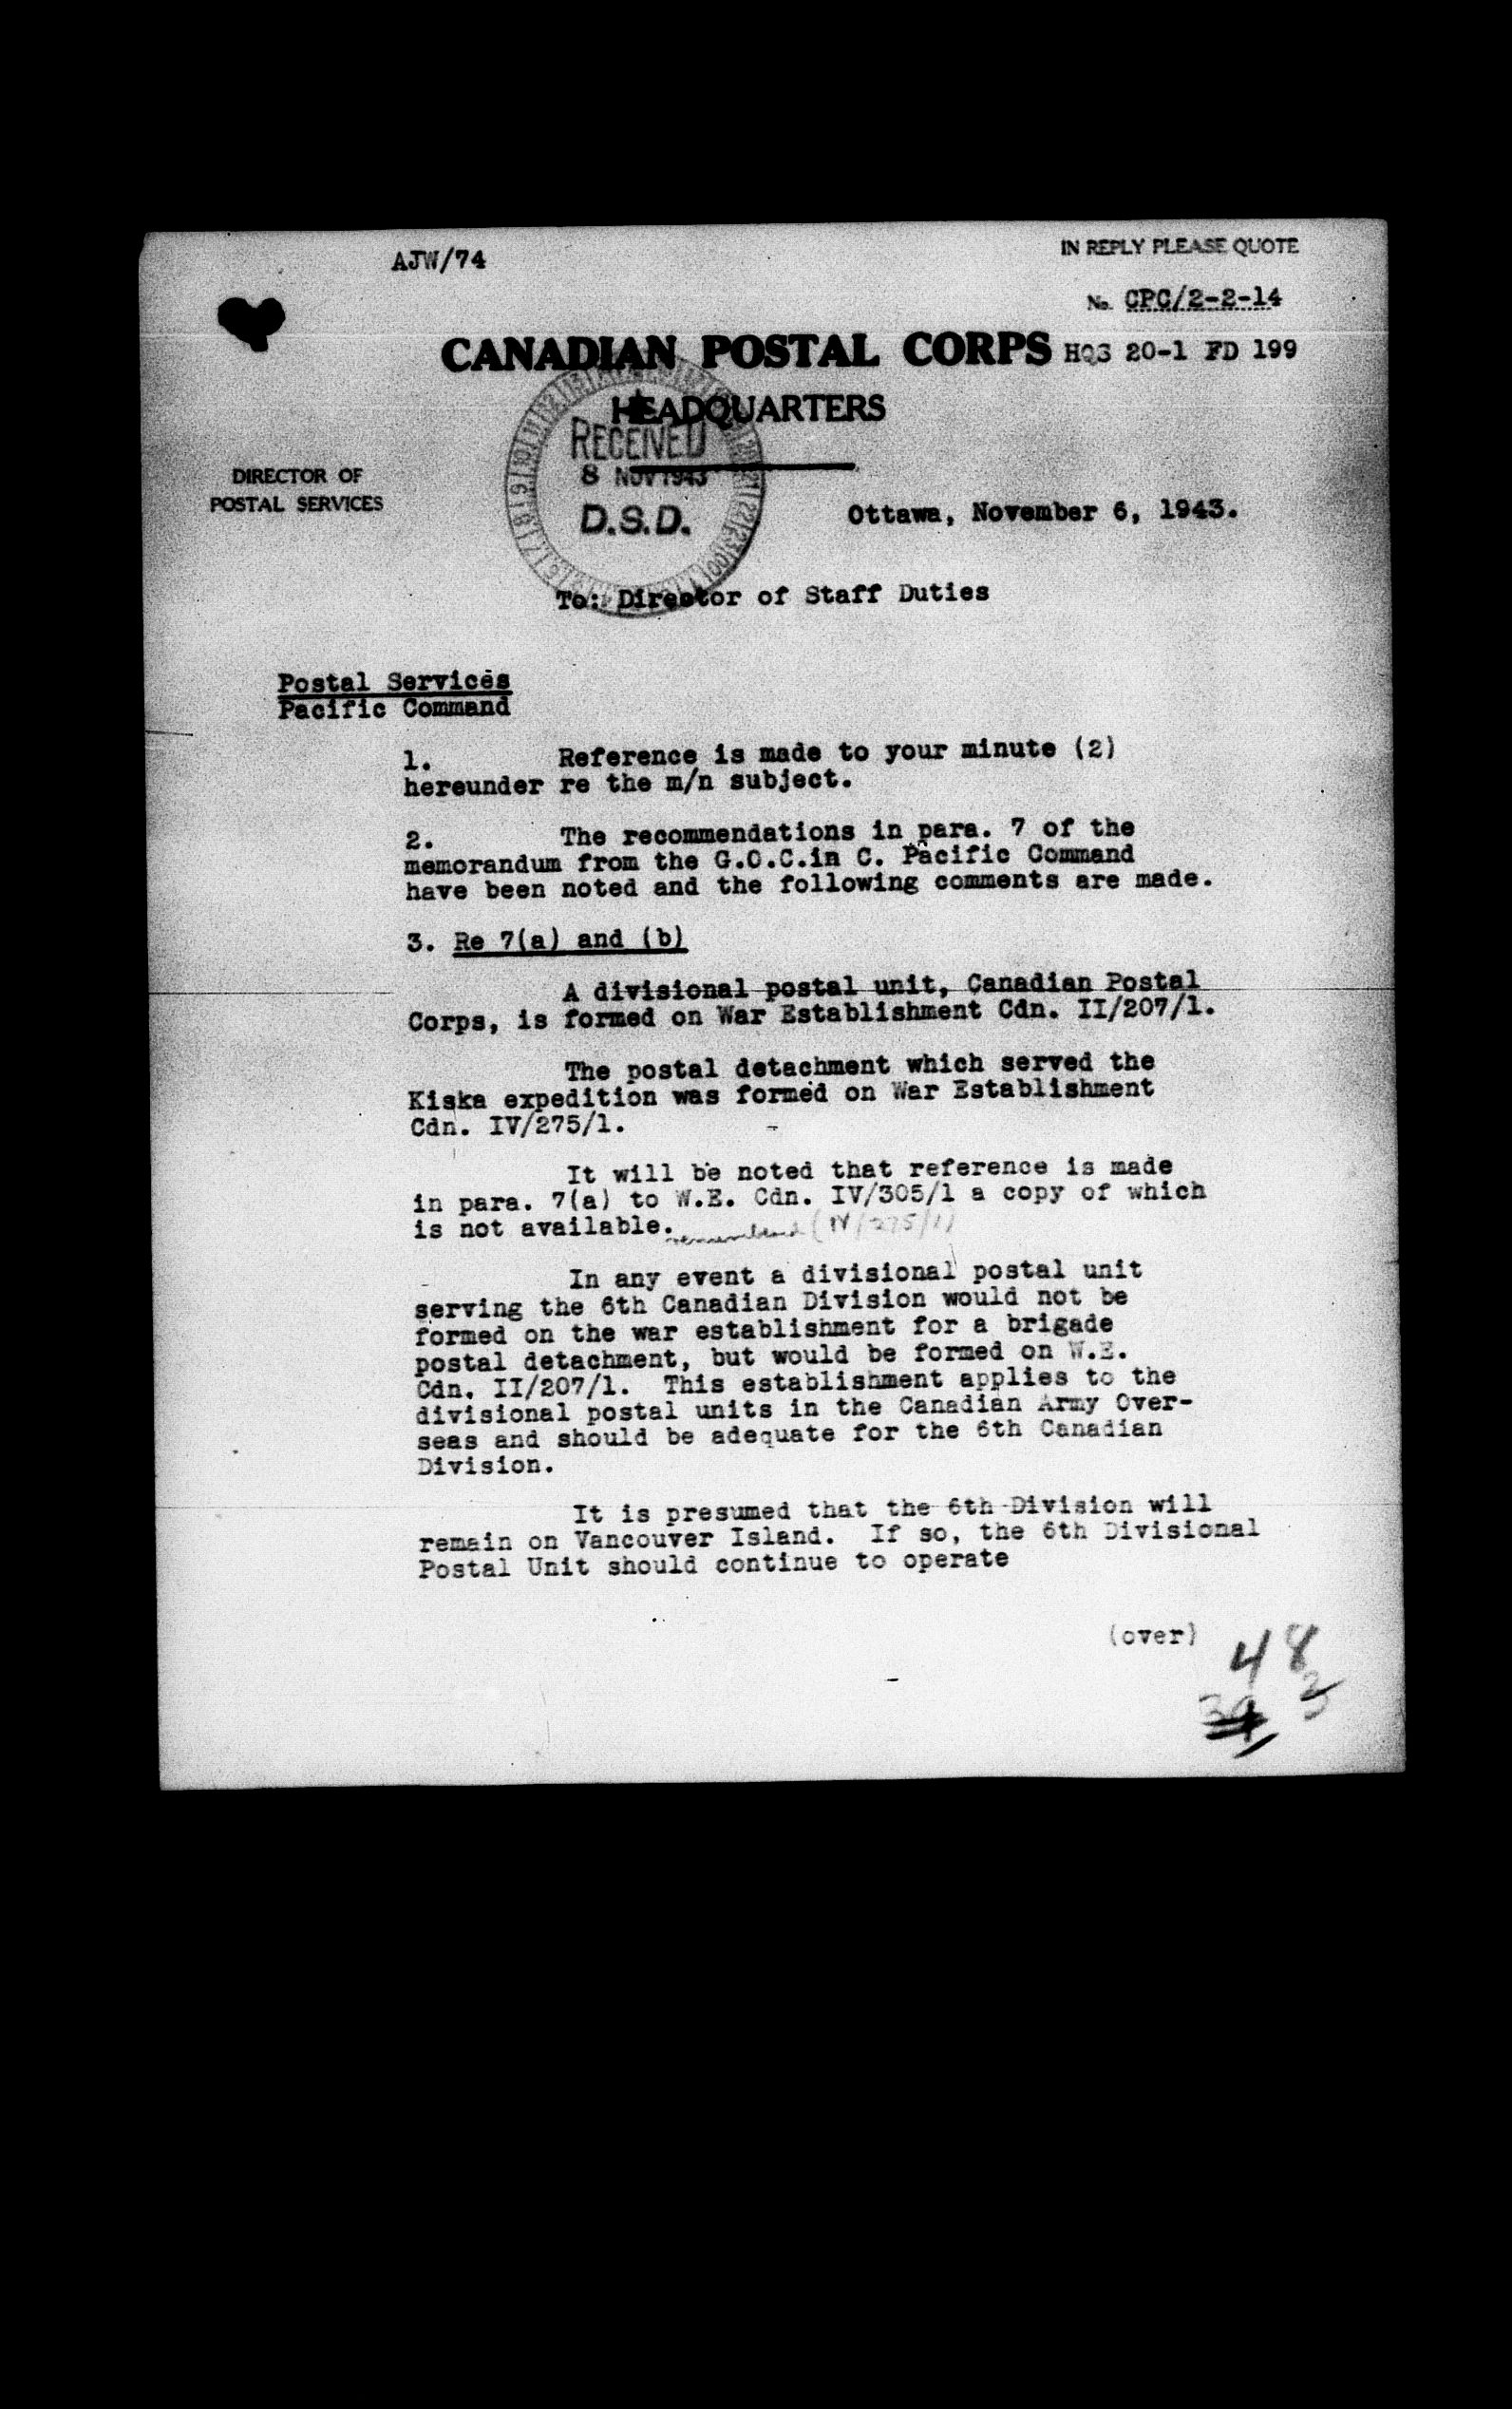 AJW/74
IN REPLY PLEASE QUOTE
No. CPC/2-2-14
CANADIAN POSTAL CORPS HQS 20-1 FD 199
HEADQUARTERS
RECEIVED
8 NOV 1943
D.S.D.
DIRECTOR OF
POSTAL SERVICES
Ottawa, November 6, 1943.
To: Director of Staff Duties
Postal Services
Pacific Command
1. Reference is made to your minute (2)
hereunder re the m/n subject.
2. The recommendations in para. 7 of the
memorandum from the G.O.C.in C. Pacific Command
have been noted and the following comments are made.
3. Re 7(a) and (b)
A divisional postal unit, Canadian Postal
Corps, is formed on War Establishment Cdn. II/207/1.
The postal detachment which served the
Kiska expedition was formed on War Establishment
Cdn. IV/275/1.
It will be noted that reference is made
in para. 7(a) to W.E. Cdn. IV/305/1 a copy of which
is not available. (IV/275/1)
In any event a divisional postal unit
serving the 6th Canadian Division would not be
formed on the war establishment for a brigade
postal detachment, but would be formed on W.E.
Cdn. II/207/1. This establishment applies to the
divisional postal units in the Canadian Army Over-
seas and should be adequate for the 6th Canadian
Division.
It is presumed that the 6th Division will
remain on Vancouver Island. If so, the 6th Divisional
Postal Unit should continue to operate
(over)
48